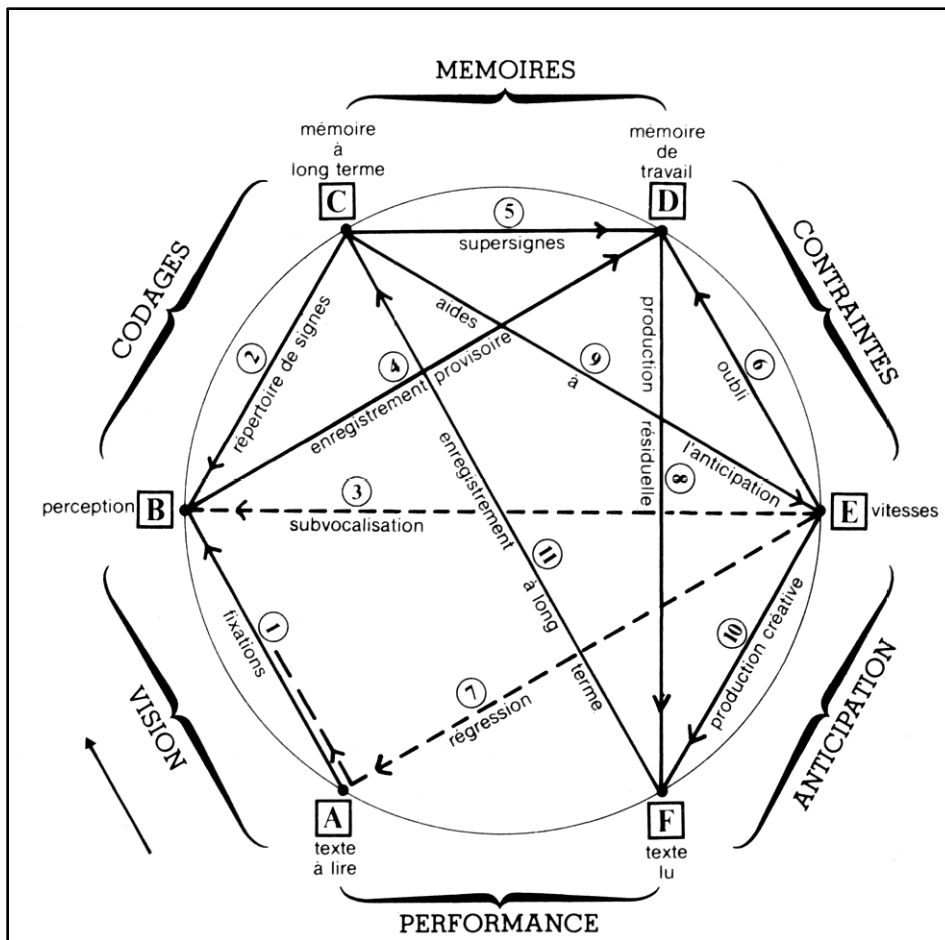 MEMOIRES
mémoire
à
long terme
mémoire
de
travail
C
D
5
supersignes
CODAGES
CONTRAINTES
2
répertoire de signes
4
enregistrement provisoire
aides
9
à
l'anticipation
production
8
résiduelle
6
oubli
perception
B
3
subvocalisation
E
vitesses
enregistrement
11
à long
terme
1
fixations
7
régression
10
production créative
VISION
ANTICIPATION
A
texte
à lire
F
texte
lu
PERFORMANCE